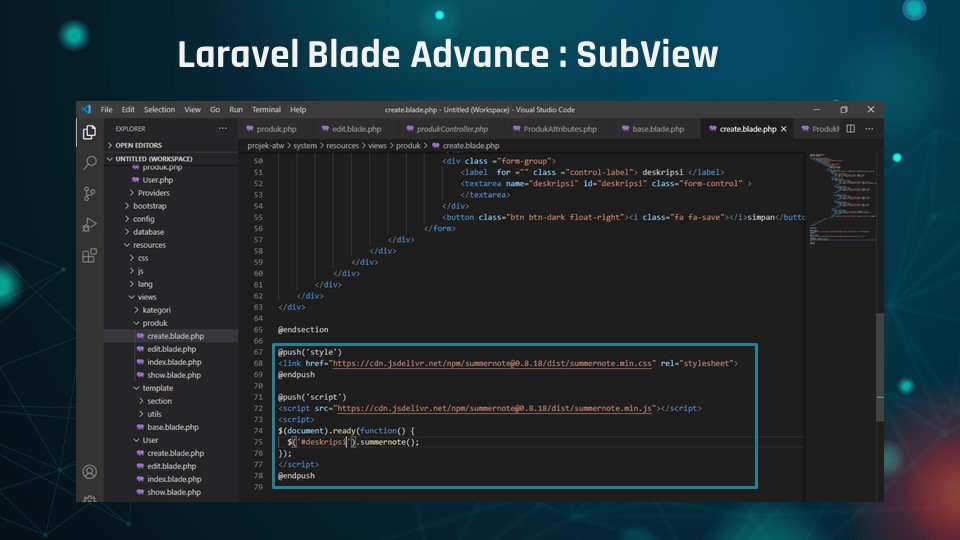 Laravel Blade Advance : SubView
File Edit Selection View Go Run Terminal Help create.blade.php - Untitled (Workspace) - Visual Studio Code
EXPLORER ···
produk.php edit.blade.php produkController.php ProdukAttributes.php base.blade.php create.blade.php Produkf
> OPEN EDITORS
projek-atw > system > resources > views > produk > create.blade.php
UNTITLED (WORKSPACE)
produk.php
User.php
> Providers
> bootstrap
> config
> database
resources
> css
> js
> lang
views
> kategori
produk
create.blade.php
edit.blade.php
index.blade.php
show.blade.php
template
> section
> utils
base.blade.php
User
create.blade.php
edit.blade.php
index.blade.php
show.blade.php
50 <div class ="form-group">
51 <label for ="" class ="control-label"> deskripsi </label>
52 <textarea name="deskripsi" id="deskripsi" class="form-control" >
53 </textarea>
54 </div>
55 <button class="btn btn-dark float-right"><i class="fa fa-save"></i>simpan</butto
56 </form>
57 </div>
58 </div>
59 </div>
60 </div>
61 </div>
62 </div>
63 </div>
64
65 @endsection
66
67 @push('style')
68 <link href="https://cdn.jsdelivr.net/npm/summernote@0.8.18/dist/summernote.min.css" rel="stylesheet">
69 @endpush
70
71 @push('script')
72 <script src="https://cdn.jsdelivr.net/npm/summernote@0.8.18/dist/summernote.min.js"></script>
73 <script>
74 $(document).ready(function() {
75 $('#deskripsi').summernote();
76 });
77 </script>
78 @endpush
79